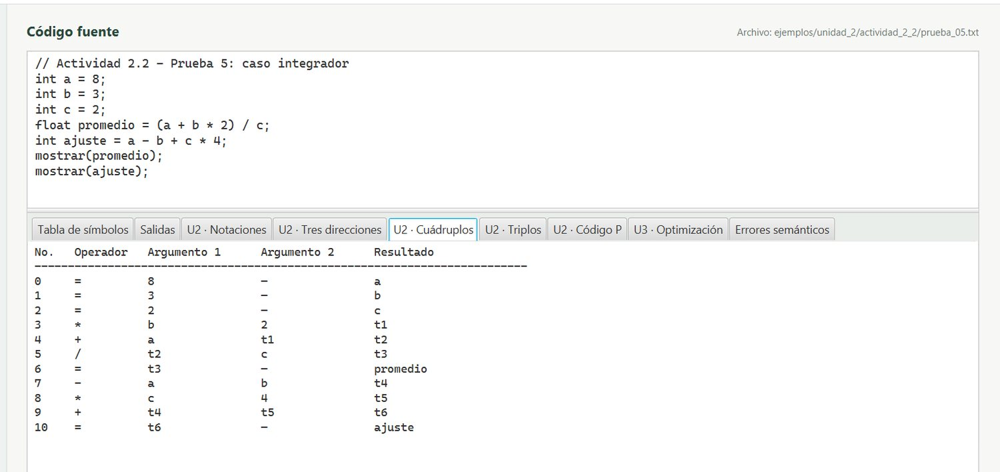 Código fuente
Archivo: ejemplos/unidad_2/actividad_2_2/prueba_05.txt
// Actividad 2.2 - Prueba 5: caso integrador
int a = 8;
int b = 3;
int c = 2;
float promedio = (a + b * 2) / c;
int ajuste = a - b + c * 4;
mostrar(promedio);
mostrar(ajuste);
Tabla de símbolos Salidas U2 · Notaciones U2 · Tres direcciones U2 · Cuádruplos U2 · Triplos U2 · Código P U3 · Optimización Errores semánticos
No. Operador Argumento 1 Argumento 2 Resultado
--------------------------------------------------------------------------
0 = 8 - a
1 = 3 - b
2 = 2 - c
3 * b 2 t1
4 + a t1 t2
5 / t2 c t3
6 = t3 - promedio
7 - a b t4
8 * c 4 t5
9 + t4 t5 t6
10 = t6 - ajuste